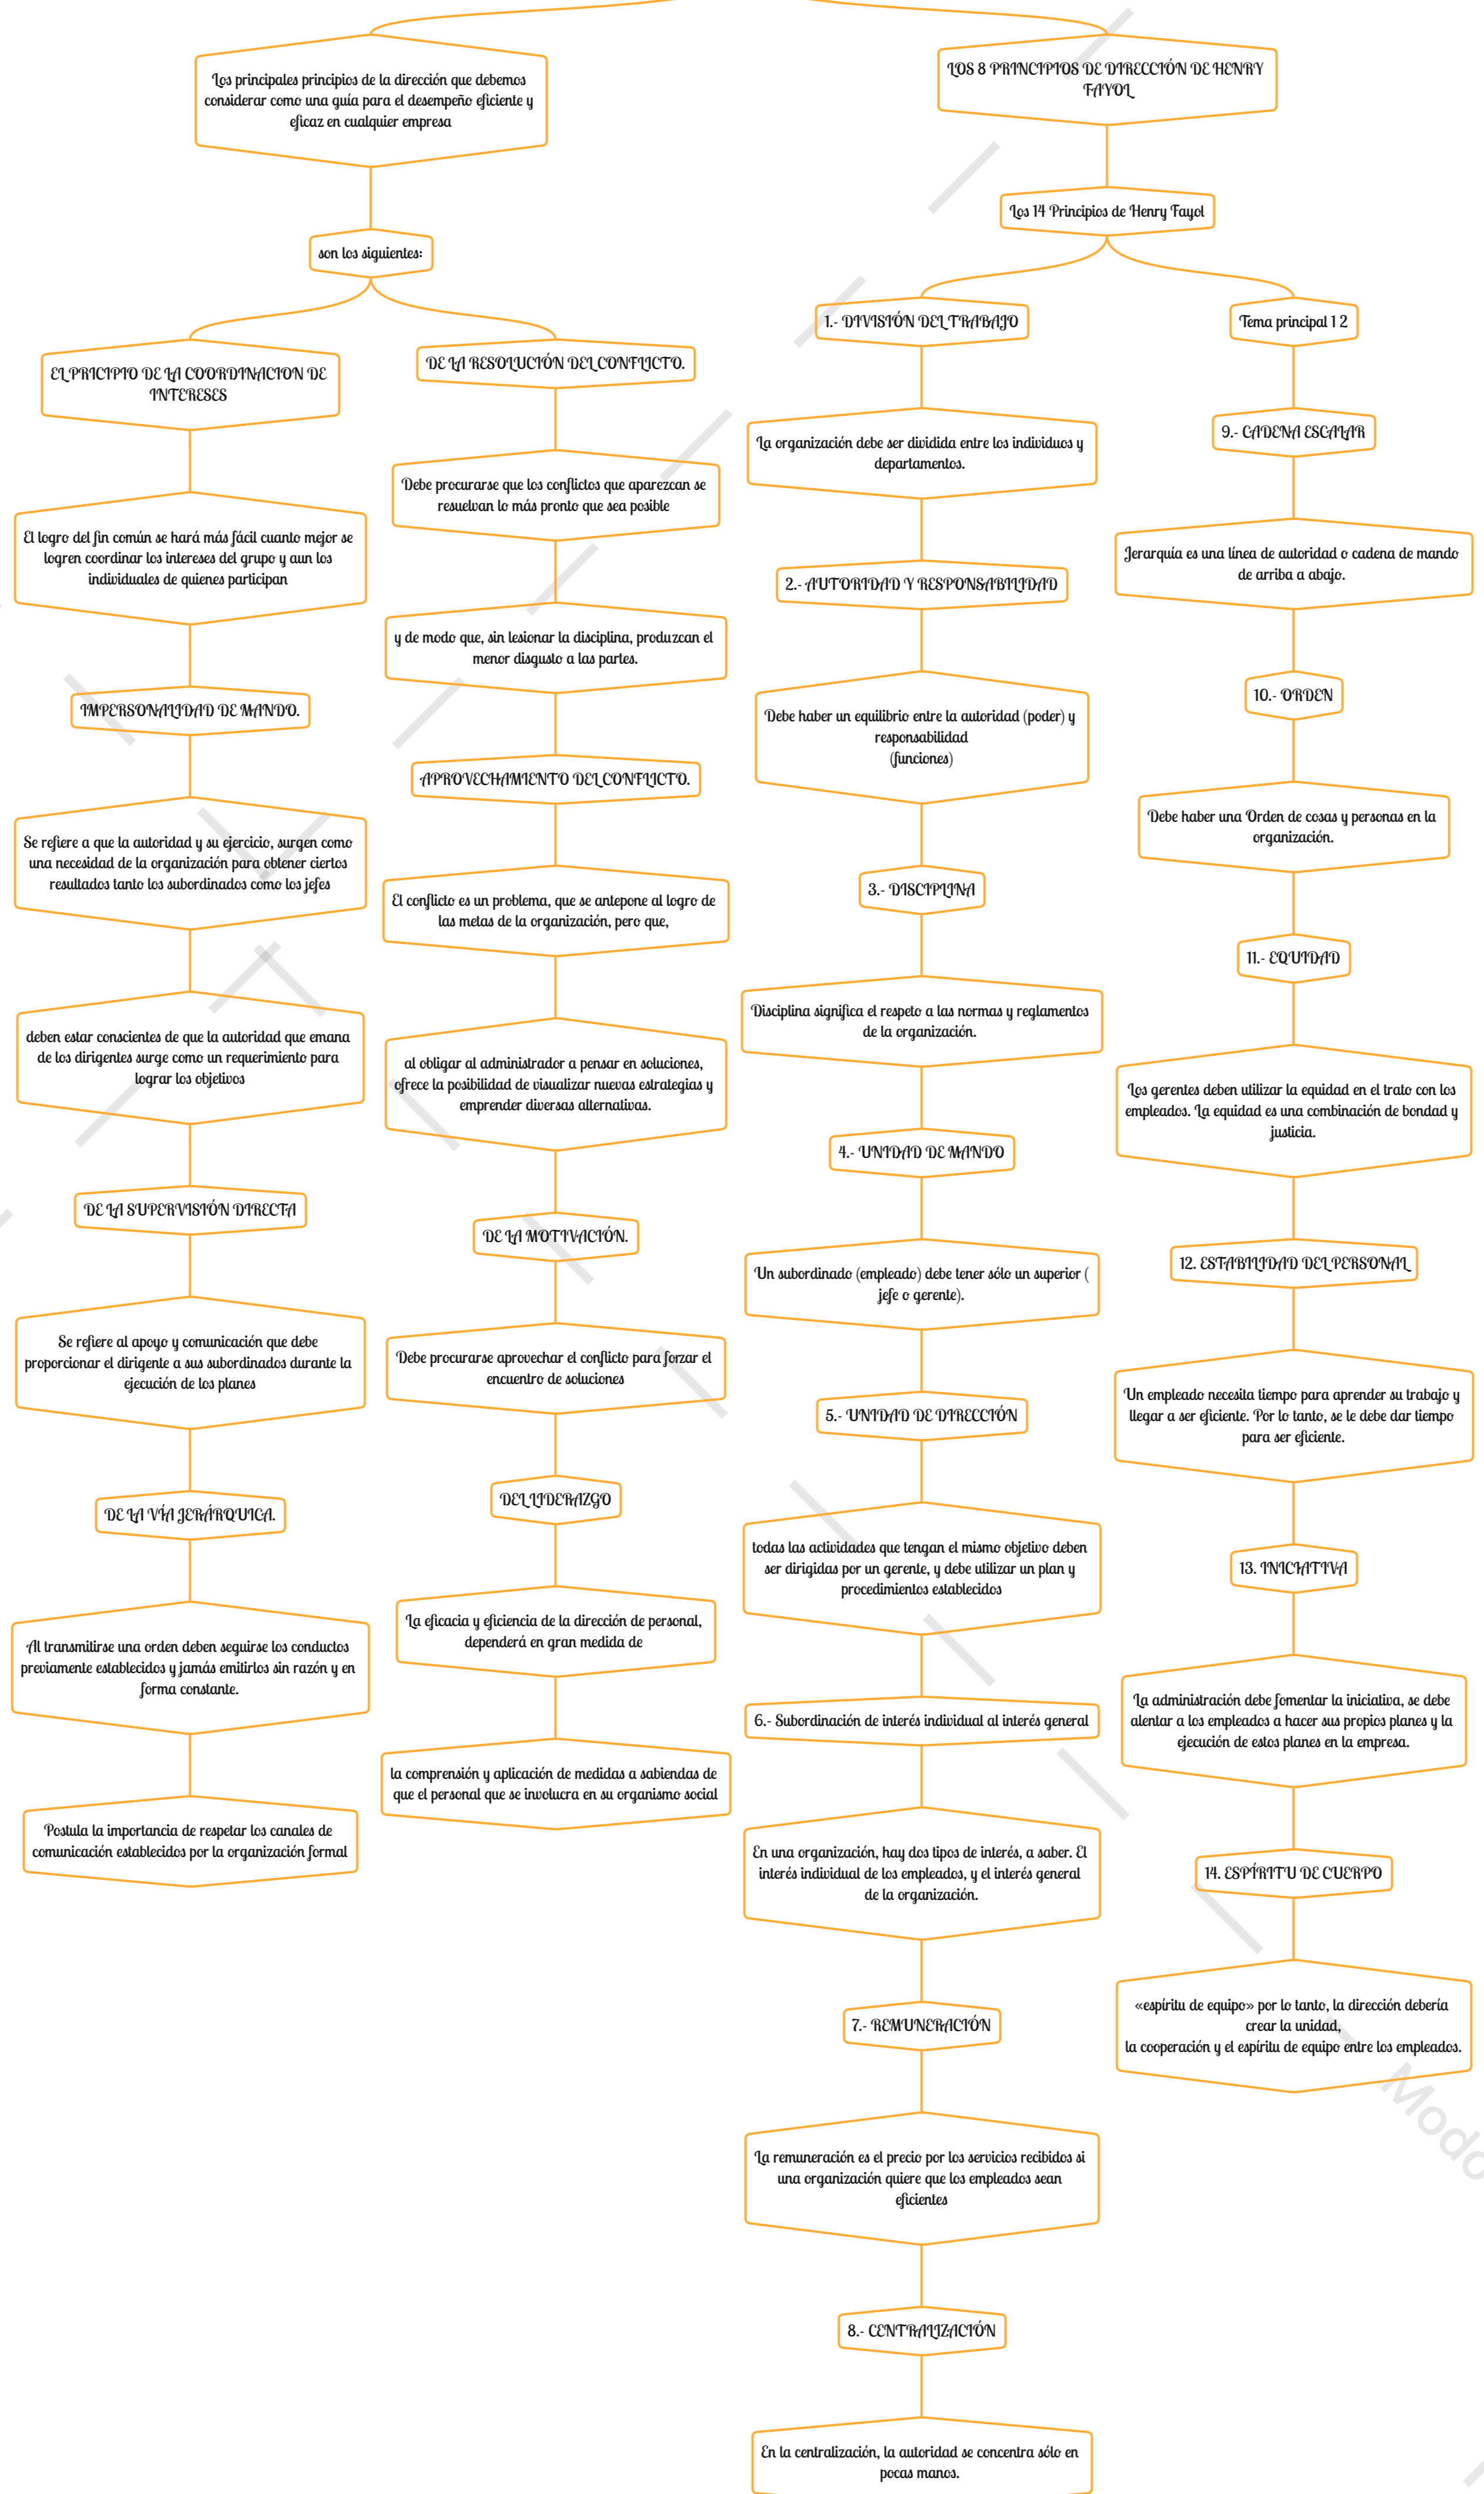 Los principales principios de la dirección que debemos
considerar como una guía para el desempeño eficiente y
eficaz en cualquier empresa
son los siguientes:
EL PRICIPIO DE LA COORDINACION DE
INTERESES
El logro del fin común se hará más fácil cuanto mejor se
logren coordinar los intereses del grupo y aun los
individuales de quienes participan
IMPERSONALIDAD DE MANDO.
Se refiere a que la autoridad y su ejercicio, surgen como
una necesidad de la organización para obtener ciertos
resultados tanto los subordinados como los jefes
deben estar conscientes de que la autoridad que emana
de los dirigentes surge como un requerimiento para
lograr los objetivos
DE LA SUPERVISIÓN DIRECTA
Se refiere al apoyo y comunicación que debe
proporcionar el dirigente a sus subordinados durante la
ejecución de los planes
DE LA VÍA JERÁRQUICA.
Al transmitirse una orden deben seguirse los conductos
previamente establecidos y jamás emitirlos sin razón y en
forma constante.
Postula la importancia de respetar los canales de
comunicación establecidos por la organización formal
DE LA RESOLUCIÓN DEL CONFLICTO.
Debe procurarse que los conflictos que aparezcan se
resuelvan lo más pronto que sea posible
y de modo que, sin lesionar la disciplina, produzcan el
menor disgusto a las partes.
APROVECHAMIENTO DEL CONFLICTO.
El conflicto es un problema, que se antepone al logro de
las metas de la organización, pero que,
al obligar al administrador a pensar en soluciones,
ofrece la posibilidad de visualizar nuevas estrategias y
emprender diversas alternativas.
DE LA MOTIVACIÓN.
Debe procurarse aprovechar el conflicto para forzar el
encuentro de soluciones
DEL LIDERAZGO
La eficacia y eficiencia de la dirección de personal,
dependerá en gran medida de
la comprensión y aplicación de medidas a sabiendas de
que el personal que se involucra en su organismo social
LOS 8 PRINCIPIOS DE DIRECCIÓN DE HENRY
FAYOL
Los 14 Principios de Henry Fayol
1.- DIVISIÓN DEL TRABAJO
La organización debe ser dividida entre los individuos y
departamentos.
2.- AUTORIDAD Y RESPONSABILIDAD
Debe haber un equilibrio entre la autoridad (poder) y
responsabilidad
(funciones)
3.- DISCIPLINA
Disciplina significa el respeto a las normas y reglamentos
de la organización.
4.- UNIDAD DE MANDO
Un subordinado (empleado) debe tener sólo un superior (
jefe o gerente).
5.- UNIDAD DE DIRECCIÓN
todas las actividades que tengan el mismo objetivo deben
ser dirigidas por un gerente, y debe utilizar un plan y
procedimientos establecidos
6.- Subordinación de interés individual al interés general
En una organización, hay dos tipos de interés, a saber. El
interés individual de los empleados, y el interés general
de la organización.
7.- REMUNERACIÓN
La remuneración es el precio por los servicios recibidos si
una organización quiere que los empleados sean
eficientes
8.- CENTRALIZACIÓN
En la centralización, la autoridad se concentra sólo en
pocas manos.
Tema principal 1 2
9.- CADENA ESCALAR
Jerarquía es una línea de autoridad o cadena de mando
de arriba a abajo.
10.- ORDEN
Debe haber una Orden de cosas y personas en la
organización.
11.- EQUIDAD
Los gerentes deben utilizar la equidad en el trato con los
empleados. La equidad es una combinación de bondad y
justicia.
12. ESTABILIDAD DEL PERSONAL
Un empleado necesita tiempo para aprender su trabajo y
llegar a ser eficiente. Por lo tanto, se le debe dar tiempo
para ser eficiente.
13. INICIATIVA
La administración debe fomentar la iniciativa, se debe
alentar a los empleados a hacer sus propios planes y la
ejecución de estos planes en la empresa.
14. ESPÍRITU DE CUERPO
«espíritu de equipo» por lo tanto, la dirección debería
crear la unidad,
la cooperación y el espíritu de equipo entre los empleados.
Modo